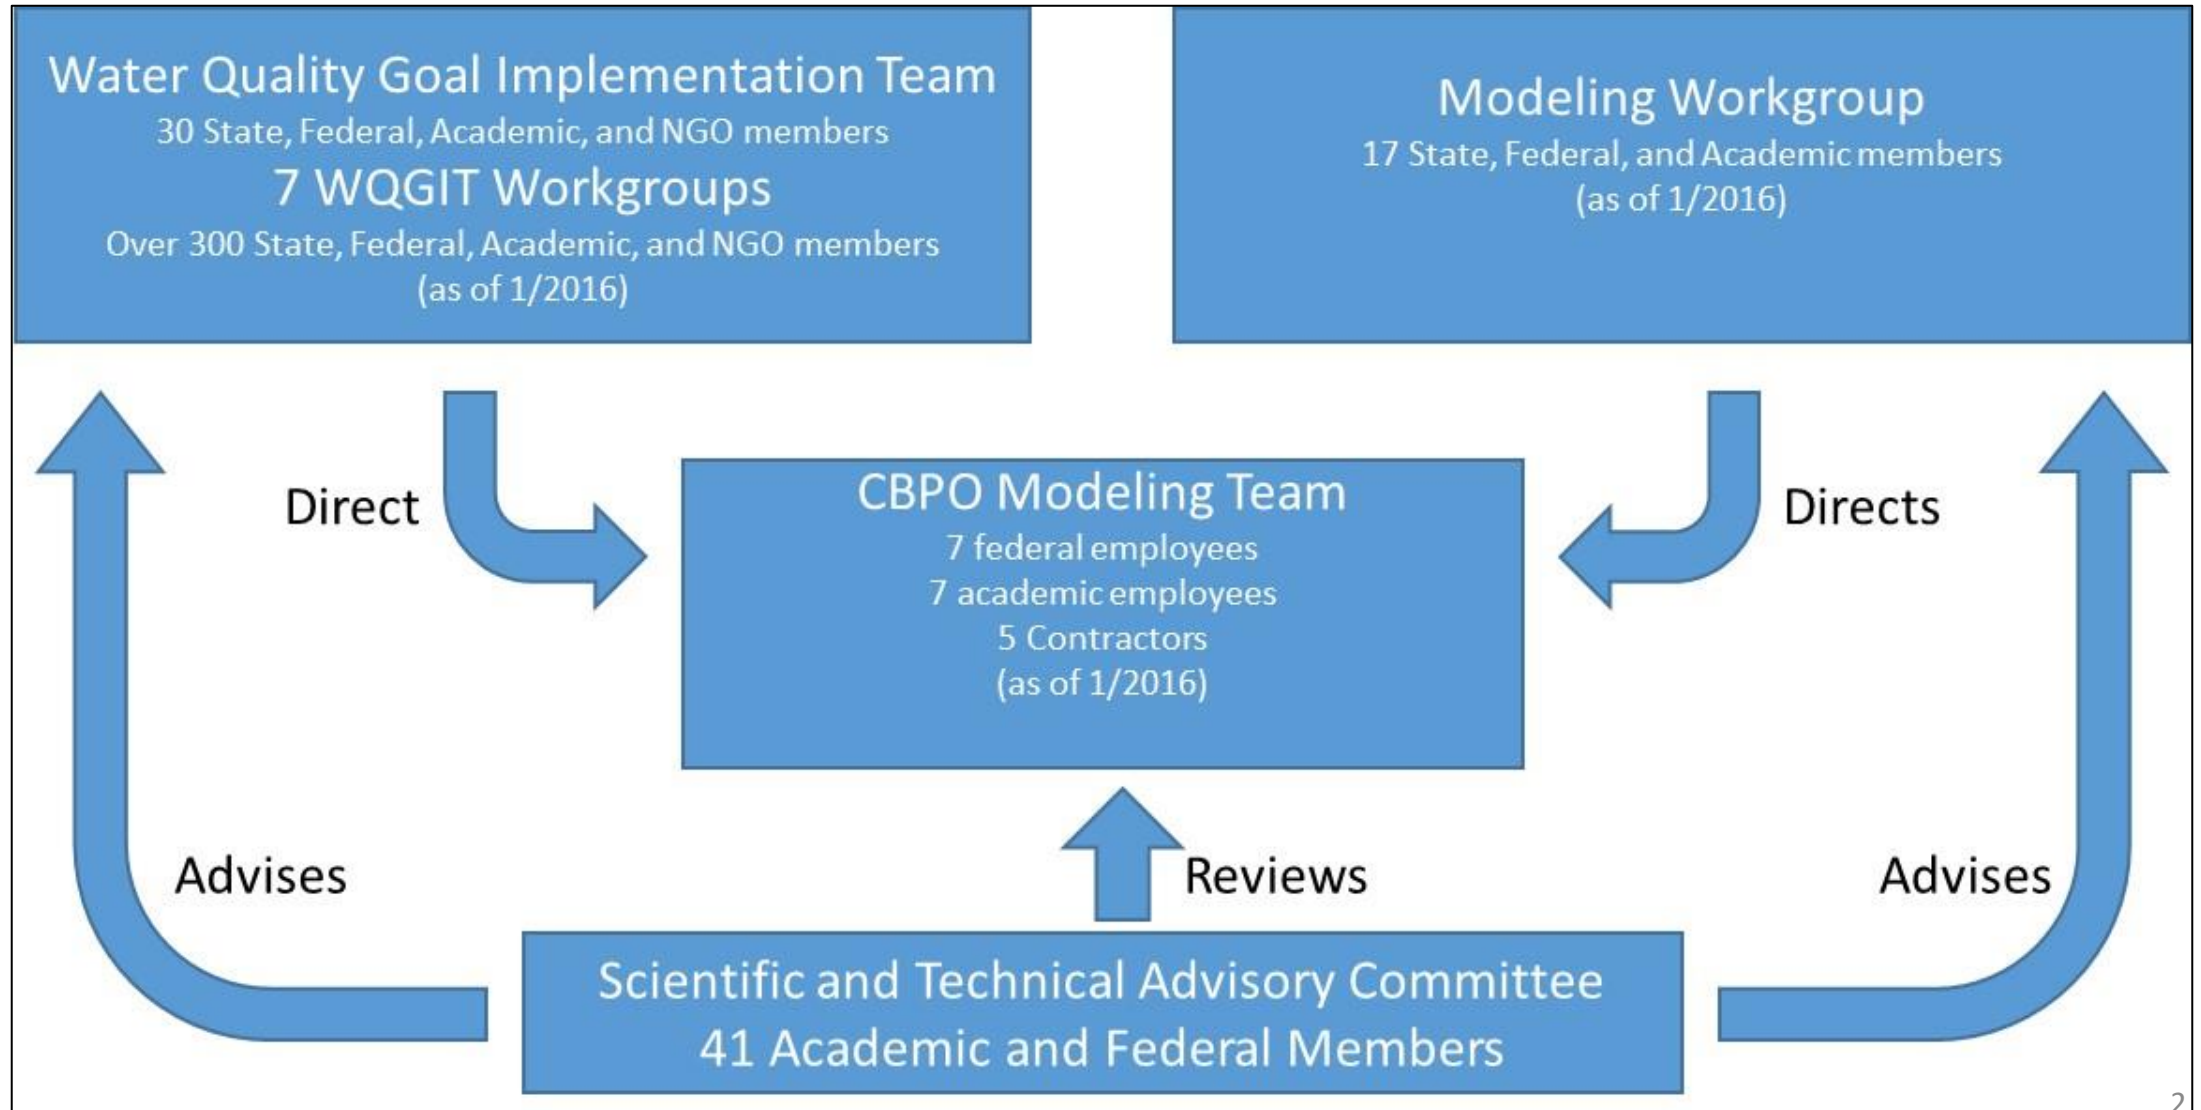 Water Quality Goal Implementation Team
30 State, Federal, Academic, and NGO members
7 WQGIT Workgroups
Over 300 State, Federal, Academic, and NGO members
(as of 1/2016)
Modeling Workgroup
17 State, Federal, and Academic members
(as of 1/2016)
Direct
CBPO Modeling Team
7 federal employees
7 academic employees
5 Contractors
(as of 1/2016)
Directs
Advises
Reviews
Advises
Scientific and Technical Advisory Committee
41 Academic and Federal Members
2